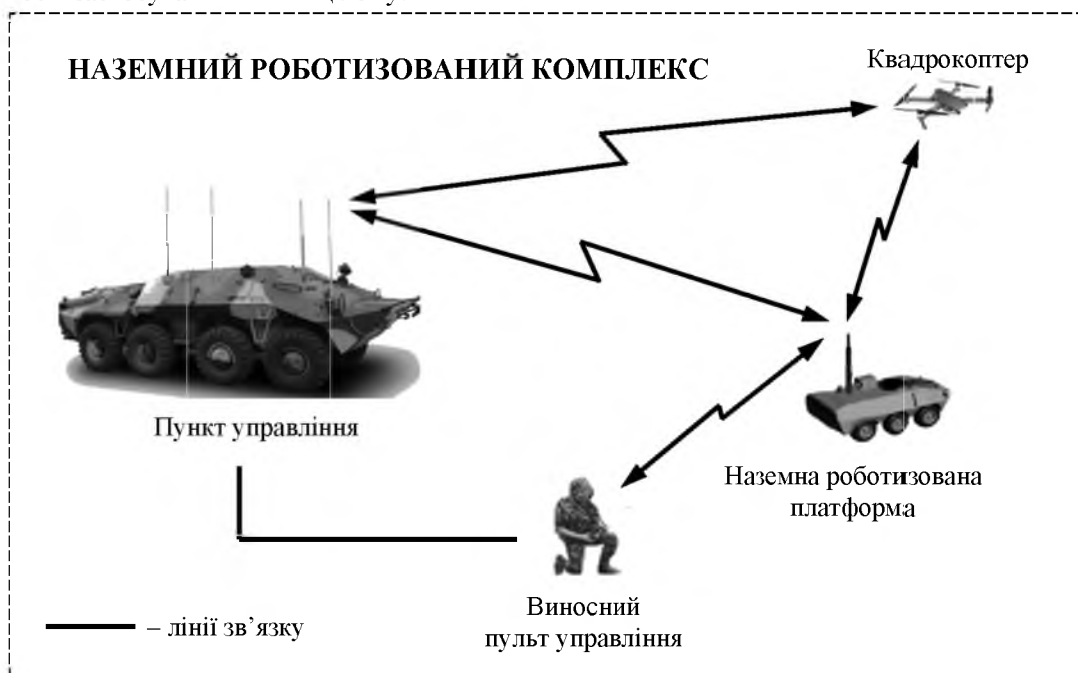 НАЗЕМНИЙ РОБОТИЗОВАНИЙ КОМПЛЕКС
Квадрокоптер
Пункт управління
Наземна роботизована
платформа
Виносний
пульт управління
– лінії зв’язку